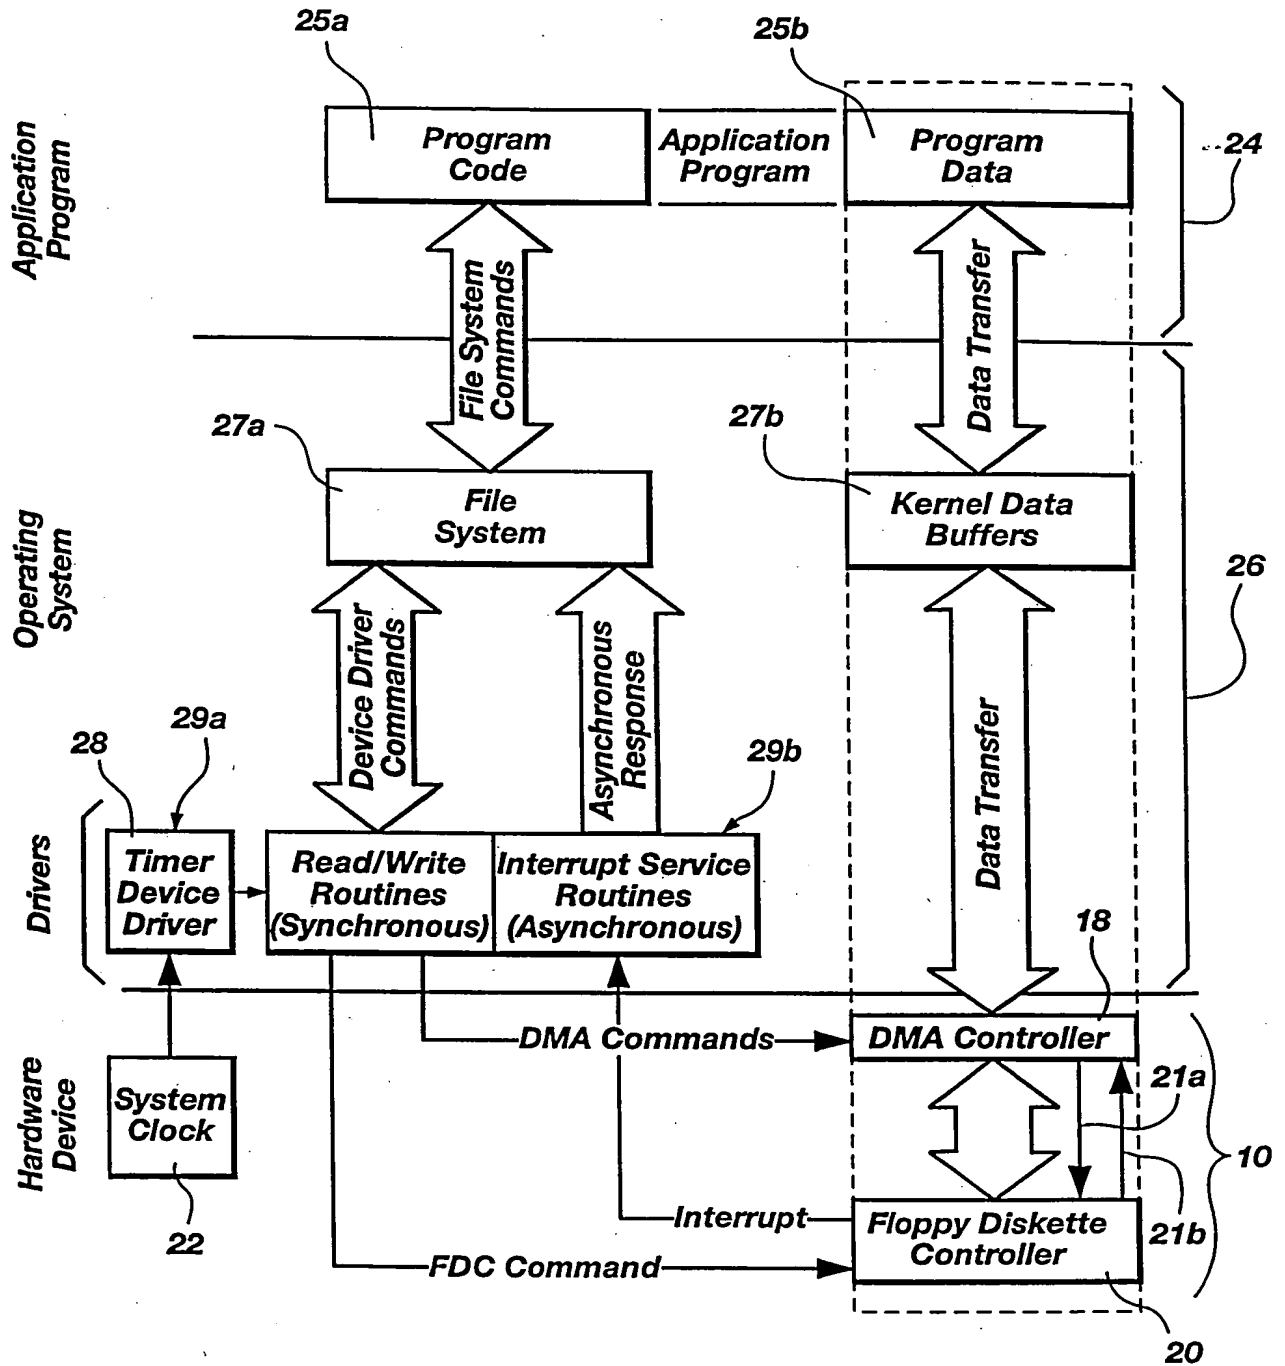 25a
25b
Application
Program
Program
Code
Application
Program
Program
Data
24
File System
Commands
Data Transfer
27a
27b
Operating
System
File
System
Kernel Data
Buffers
26
Device Driver
Commands
Asynchronous
Response
Data Transfer
28
29a
29b
Drivers
Timer
Device
Driver
Read/Write
Routines
(Synchronous)
Interrupt Service
Routines
(Asynchronous)
18
Hardware
Device
System
Clock
DMA Commands
DMA Controller
21a
10
22
Interrupt
Floppy Diskette
Controller
21b
FDC Command
20